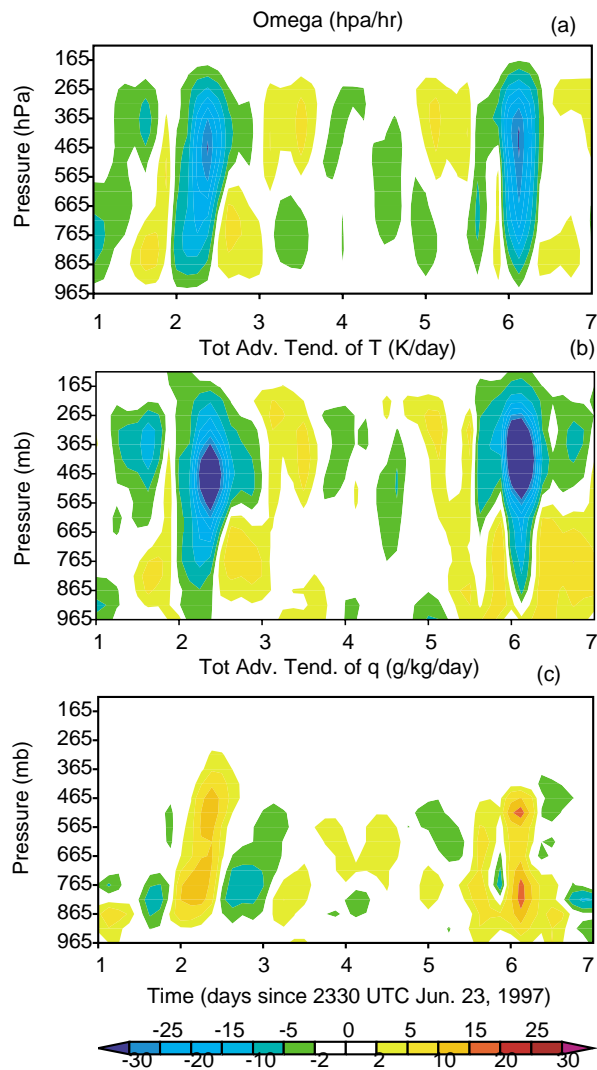 Omega (hpa/hr) (a)
Pressure (hPa)
165
265
365
465
565
665
765
865
965
1 2 3 4 5 6 7
Tot Adv. Tend. of T (K/day) (b)
Pressure (mb)
165
265
365
465
565
665
765
865
965
1 2 3 4 5 6 7
Tot Adv. Tend. of q (g/kg/day) (c)
Pressure (mb)
165
265
365
465
565
665
765
865
965
1 2 3 4 5 6 7
Time (days since 2330 UTC Jun. 23, 1997)
-25 -15 -5 0 5 15 25
-30 -20 -10 -2 2 10 20 30